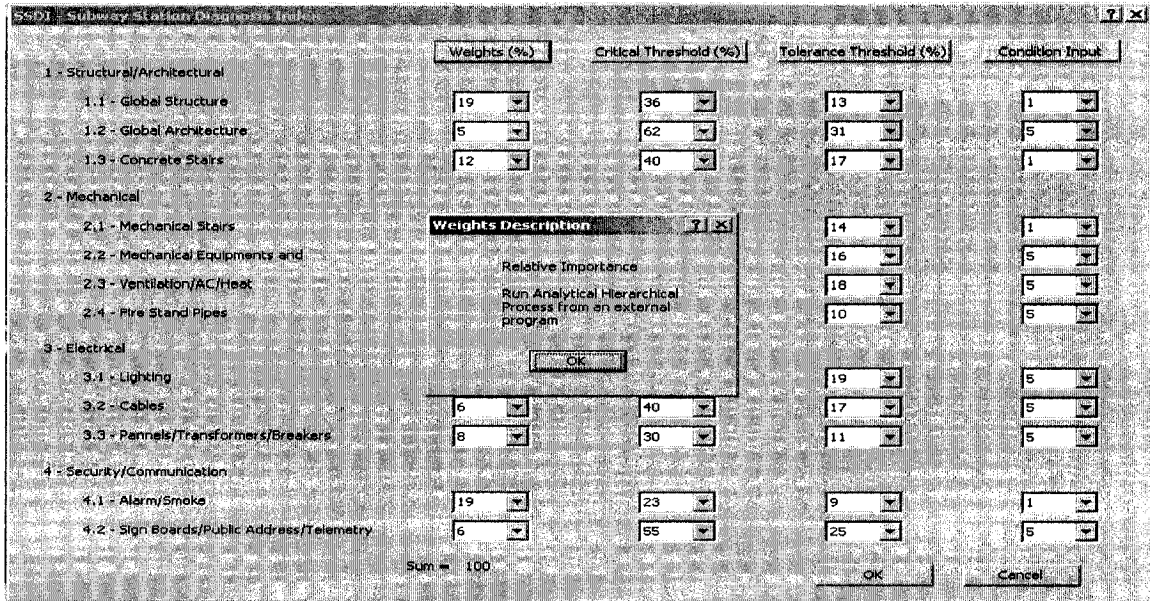 SSDI - Subway Station Diagnosis Index
Weights (%) Critical Threshold (%) Tolerance Threshold (%) Condition Input
1 - Structural/Architectural
1.1 - Global Structure 19 36 13 1
1.2 - Global Architecture 5 62 31 5
1.3 - Concrete Stairs 12 40 17 1
2 - Mechanical
2.1 - Mechanical Stairs 14 1
2.2 - Mechanical Equipments and 16 5
2.3 - Ventilation/AC/Heat 18 5
2.4 - Fire Stand Pipes 10 5
Weights Description
Relative Importance
Run Analytical Hierarchical
Process from an external
program
OK
3 - Electrical
3.1 - Lighting 19 5
3.2 - Cables 6 40 17 5
3.3 - Pannels/Transformers/Breakers 8 30 11 5
4 - Security/Communication
4.1 - Alarm/Smoke 19 23 9 1
4.2 - Sign Boards/Public Address/Telemetry 6 55 25 5
Sum = 100
OK Cancel